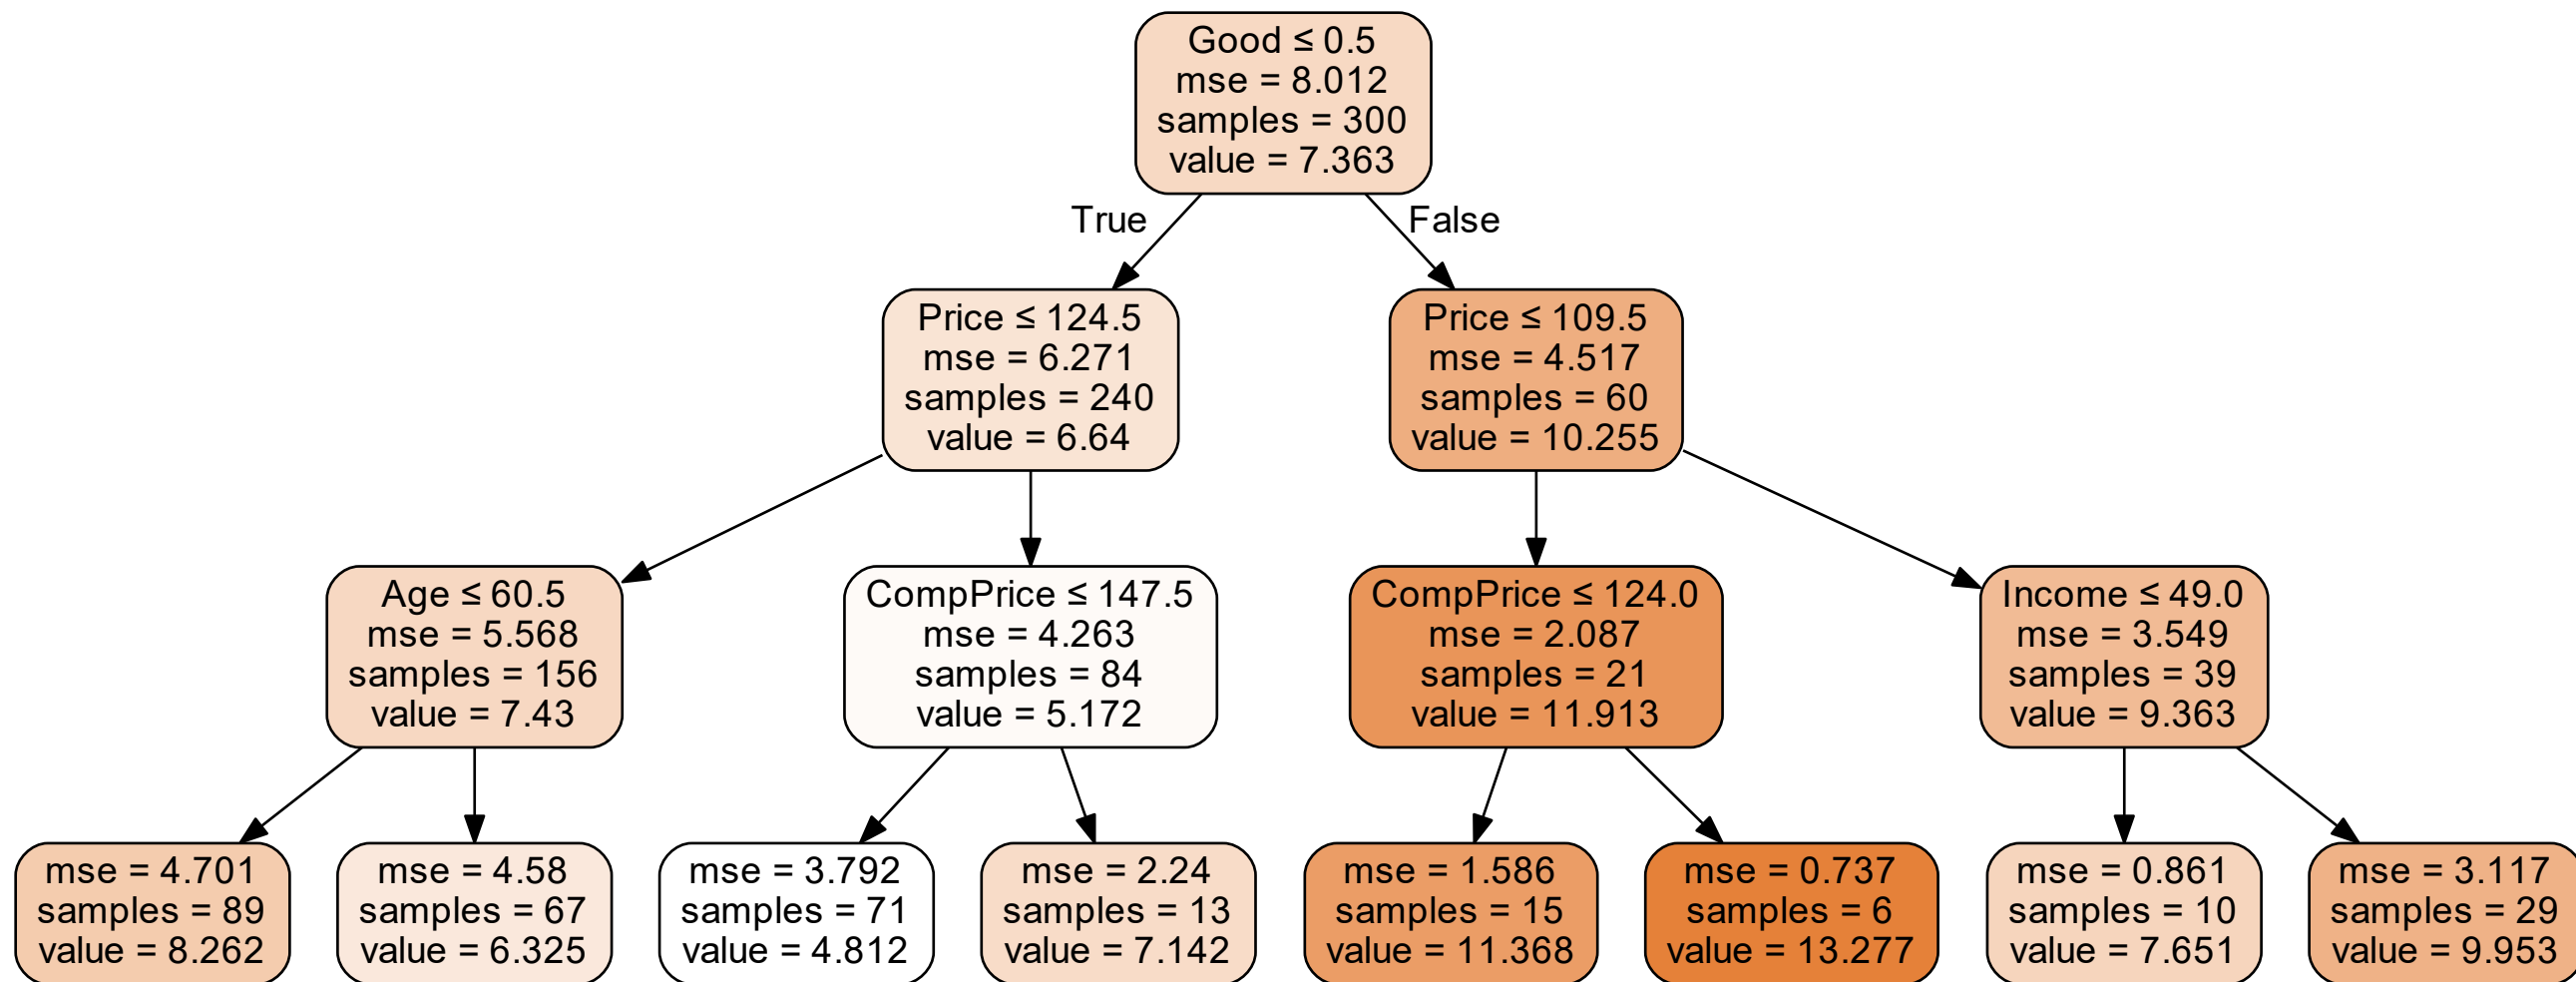 Good ≤ 0.5
mse = 8.012
samples = 300
value = 7.363
True
False
Price ≤ 124.5
mse = 6.271
samples = 240
value = 6.64
Price ≤ 109.5
mse = 4.517
samples = 60
value = 10.255
Age ≤ 60.5
mse = 5.568
samples = 156
value = 7.43
CompPrice ≤ 147.5
mse = 4.263
samples = 84
value = 5.172
CompPrice ≤ 124.0
mse = 2.087
samples = 21
value = 11.913
Income ≤ 49.0
mse = 3.549
samples = 39
value = 9.363
mse = 4.701
samples = 89
value = 8.262
mse = 4.58
samples = 67
value = 6.325
mse = 3.792
samples = 71
value = 4.812
mse = 2.24
samples = 13
value = 7.142
mse = 1.586
samples = 15
value = 11.368
mse = 0.737
samples = 6
value = 13.277
mse = 0.861
samples = 10
value = 7.651
mse = 3.117
samples = 29
value = 9.953